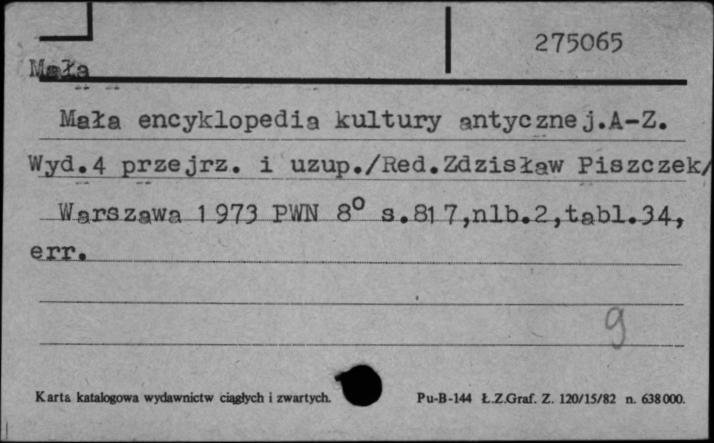 275065
Mała
Mała encyklopedia kultury antycznej.A-Z.
Wyd.4 przejrz. i uzup./Red.Zdzisław Piszczek/
Warszawa 1973 PWN 8° s.817,nlb.2,tabl.34,
err.
9
Karta katalogowa wydawnictw ciągłych i zwartych. Pu-B-144 Ł.Z.Graf. Z. 120/15/82 n. 638000.